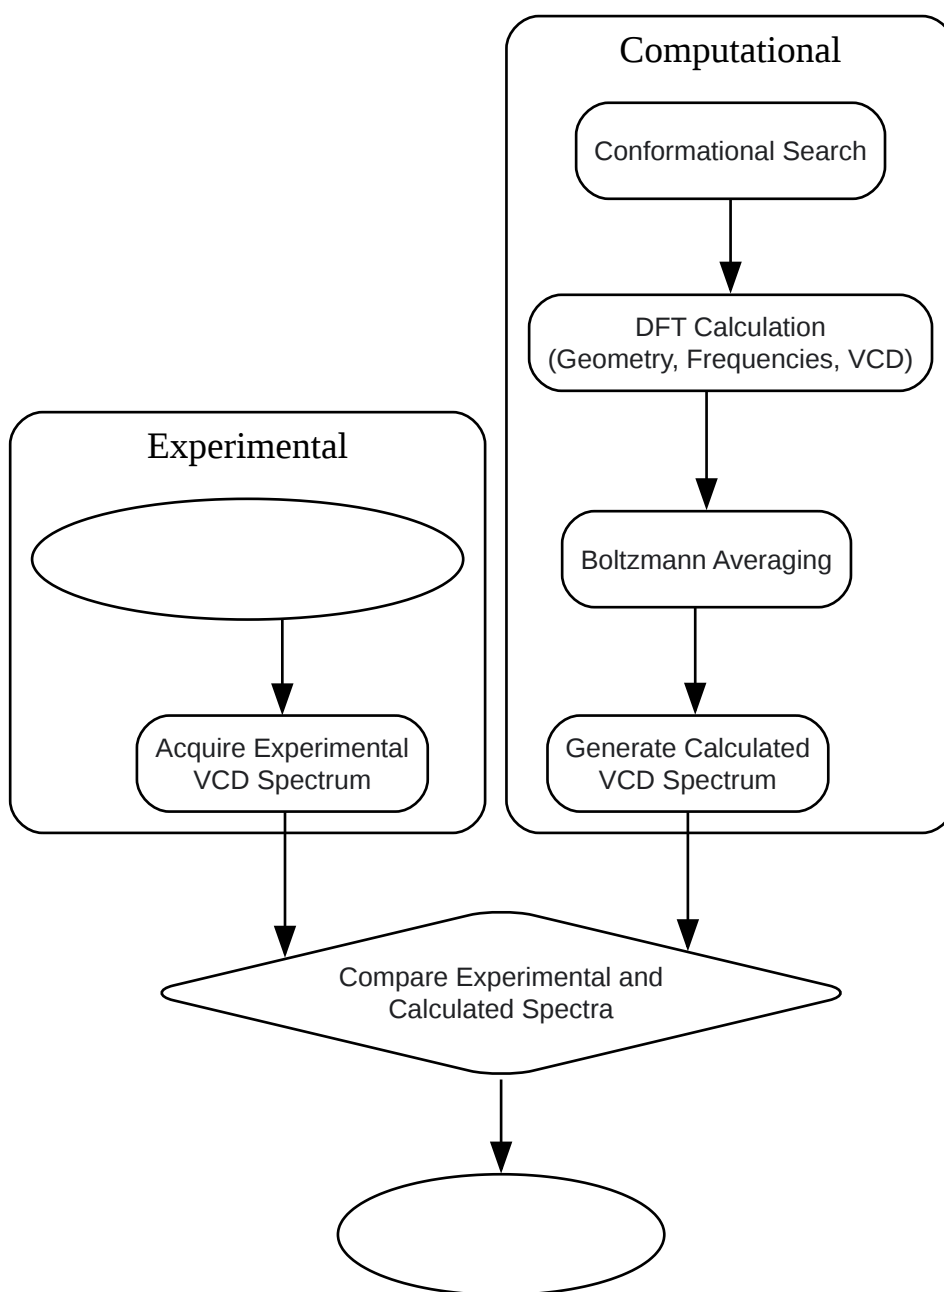 Computational
Conformational Search
DFT Calculation
(Geometry, Frequencies, VCD)
Boltzmann Averaging
Generate Calculated
VCD Spectrum
Experimental
Acquire Experimental
VCD Spectrum
Compare Experimental and
Calculated Spectra